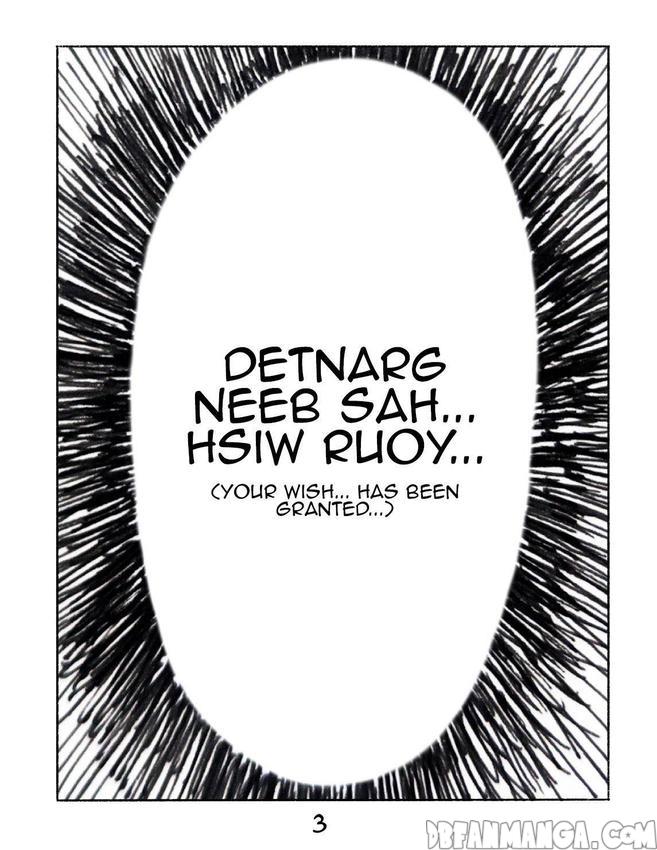 DETNARG
NEEB SAH...
HSIW RUOY...
(YOUR WISH... HAS BEEN
GRANTED...)
3
DBFANMANGA.COM